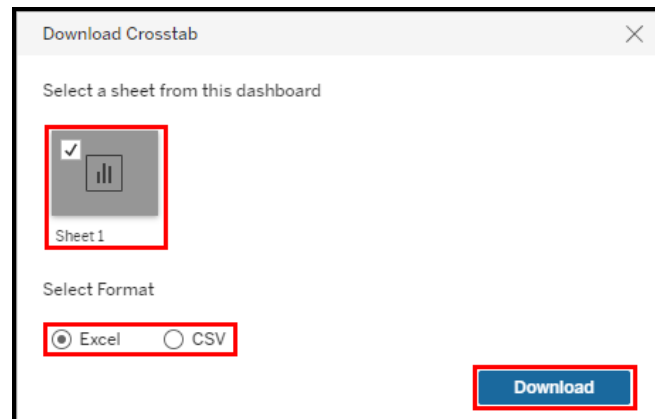 Download Crosstab
Select a sheet from this dashboard
Sheet 1
Select Format
Excel CSV
Download